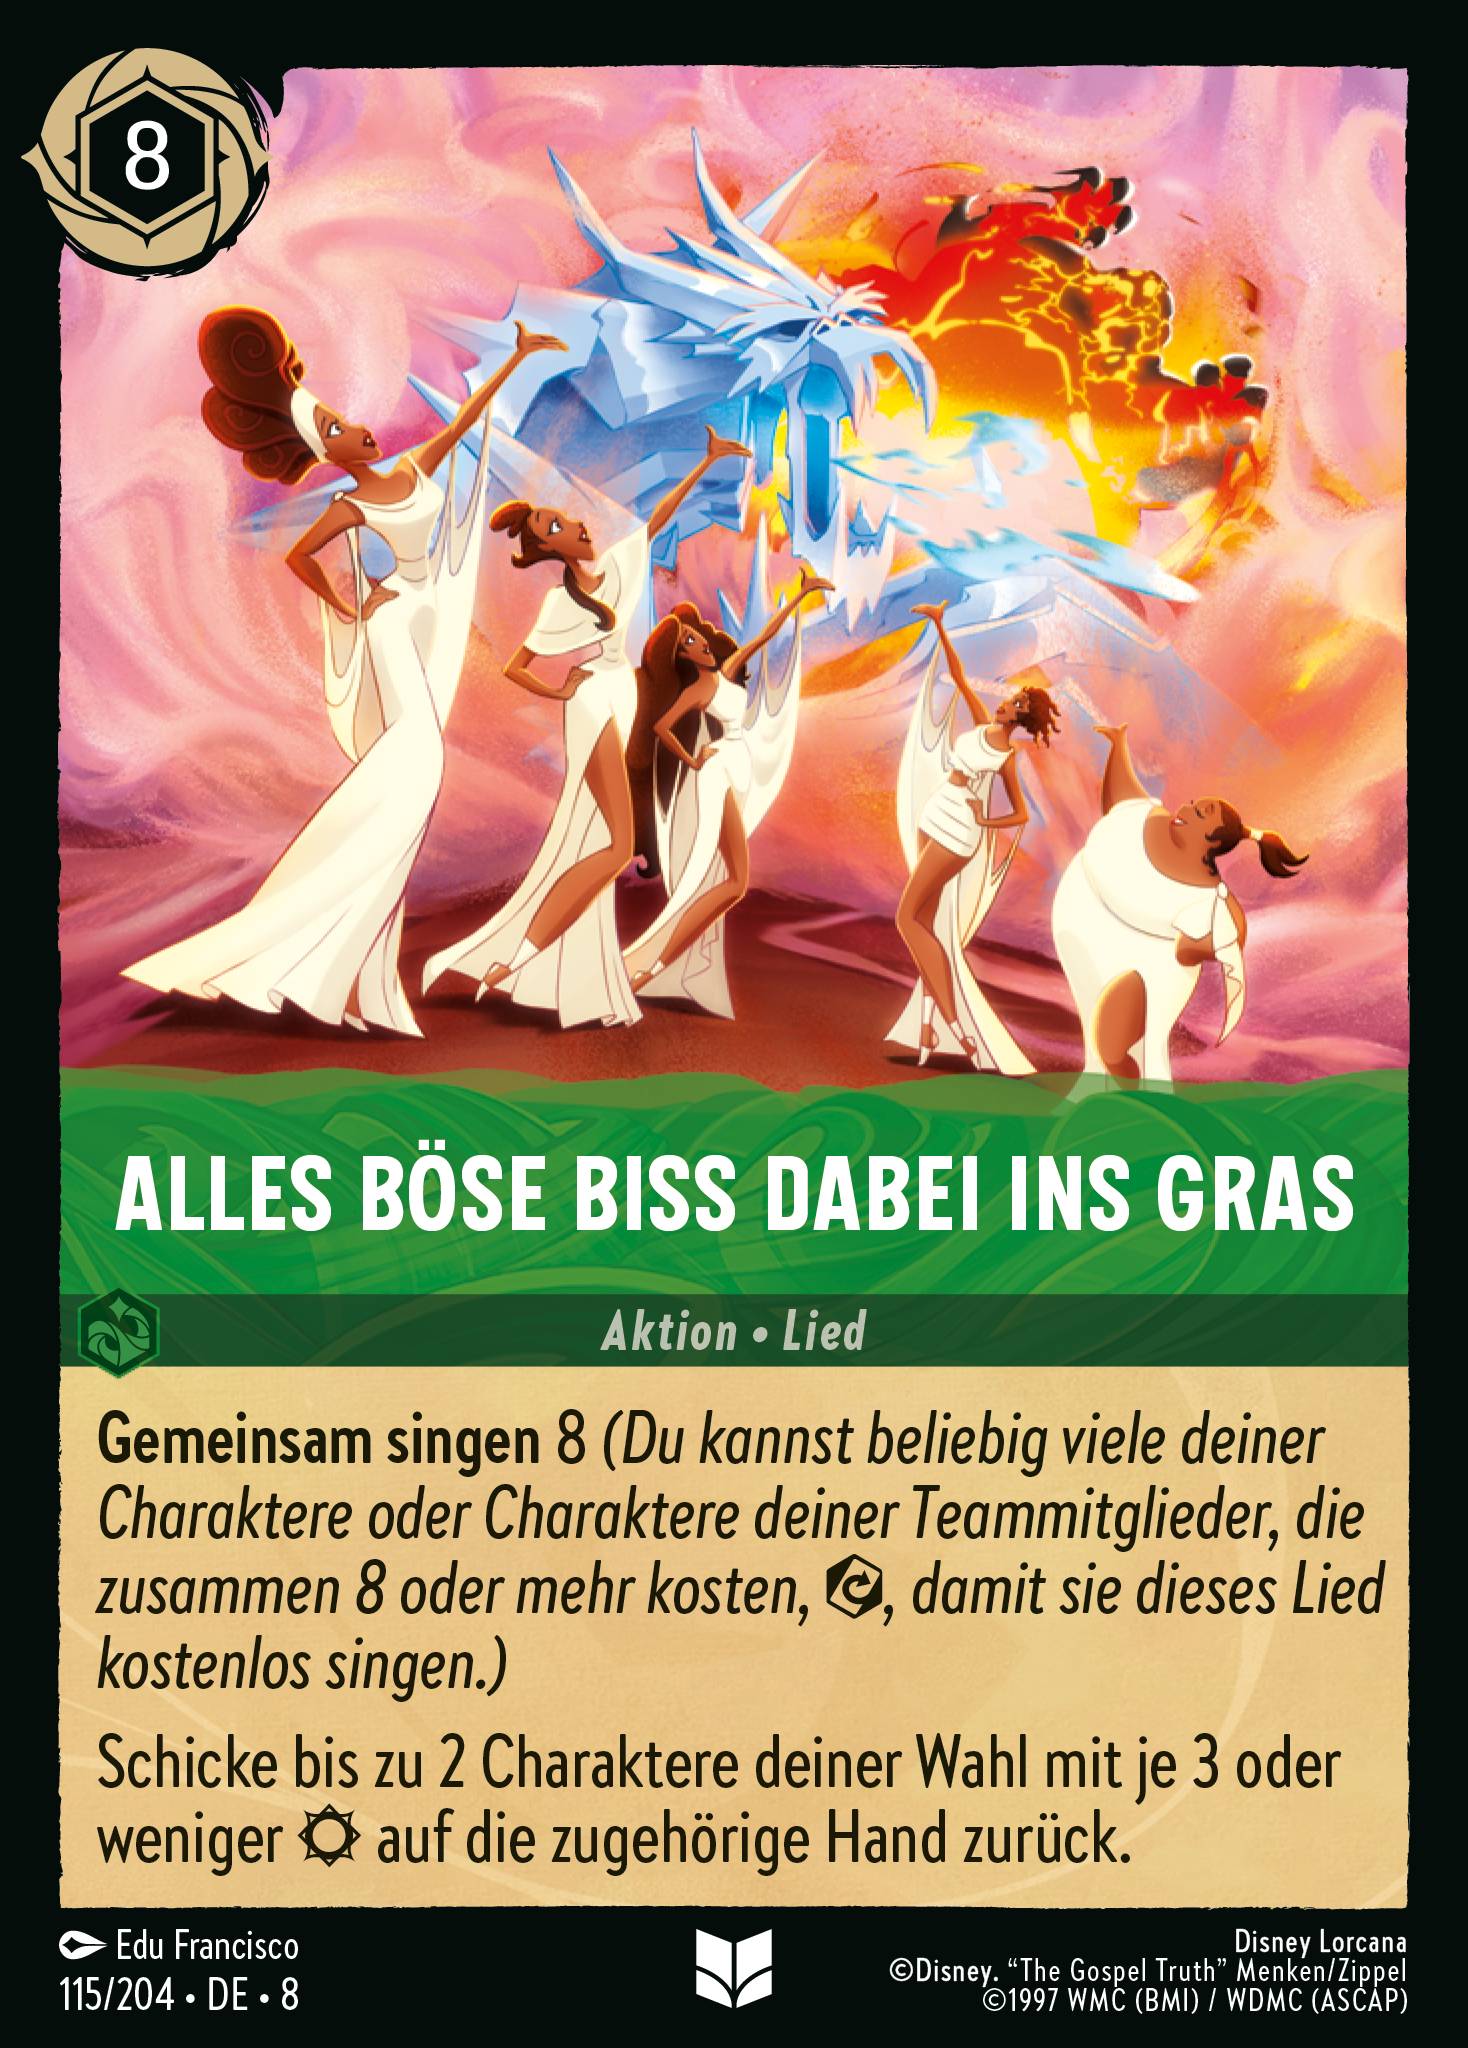 8
ALLES BÖSE BISS DABEI INS GRAS
Aktion • Lied
Gemeinsam singen 8 (Du kannst beliebig viele deiner
Charaktere oder Charaktere deiner Teammitglieder, die
zusammen 8 oder mehr kosten, , damit sie dieses Lied
kostenlos singen.)
Schicke bis zu 2 Charaktere deiner Wahl mit je 3 oder
weniger auf die zugehörige Hand zurück.
Edu Francisco
115/204 • DE • 8
Disney Lorcana
©Disney. “The Gospel Truth” Menken/Zippel
©1997 WMC (BMI) / WDMC (ASCAP)